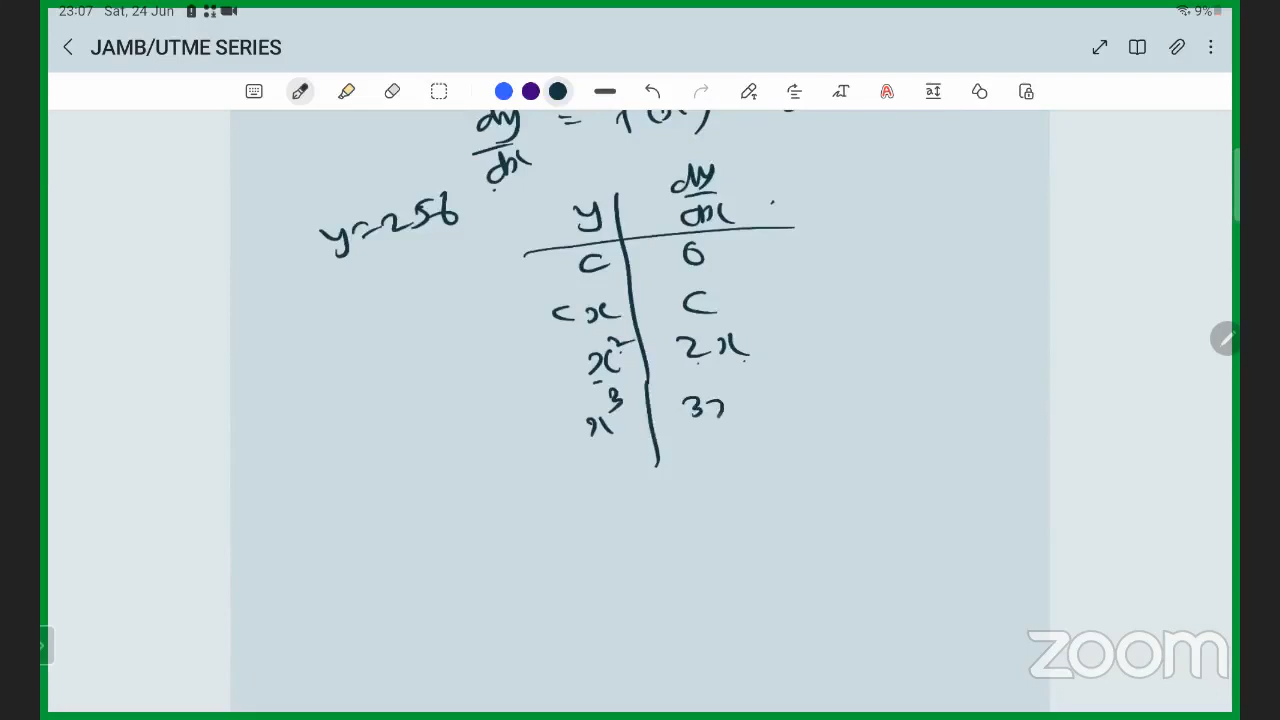 23:07 Sat, 24 Jun
9%
JAMB/UTME SERIES
dy/dx =
y=256
y | dy/dx
c | 0
cx | c
x² | 2x
x³ | 3
zoom